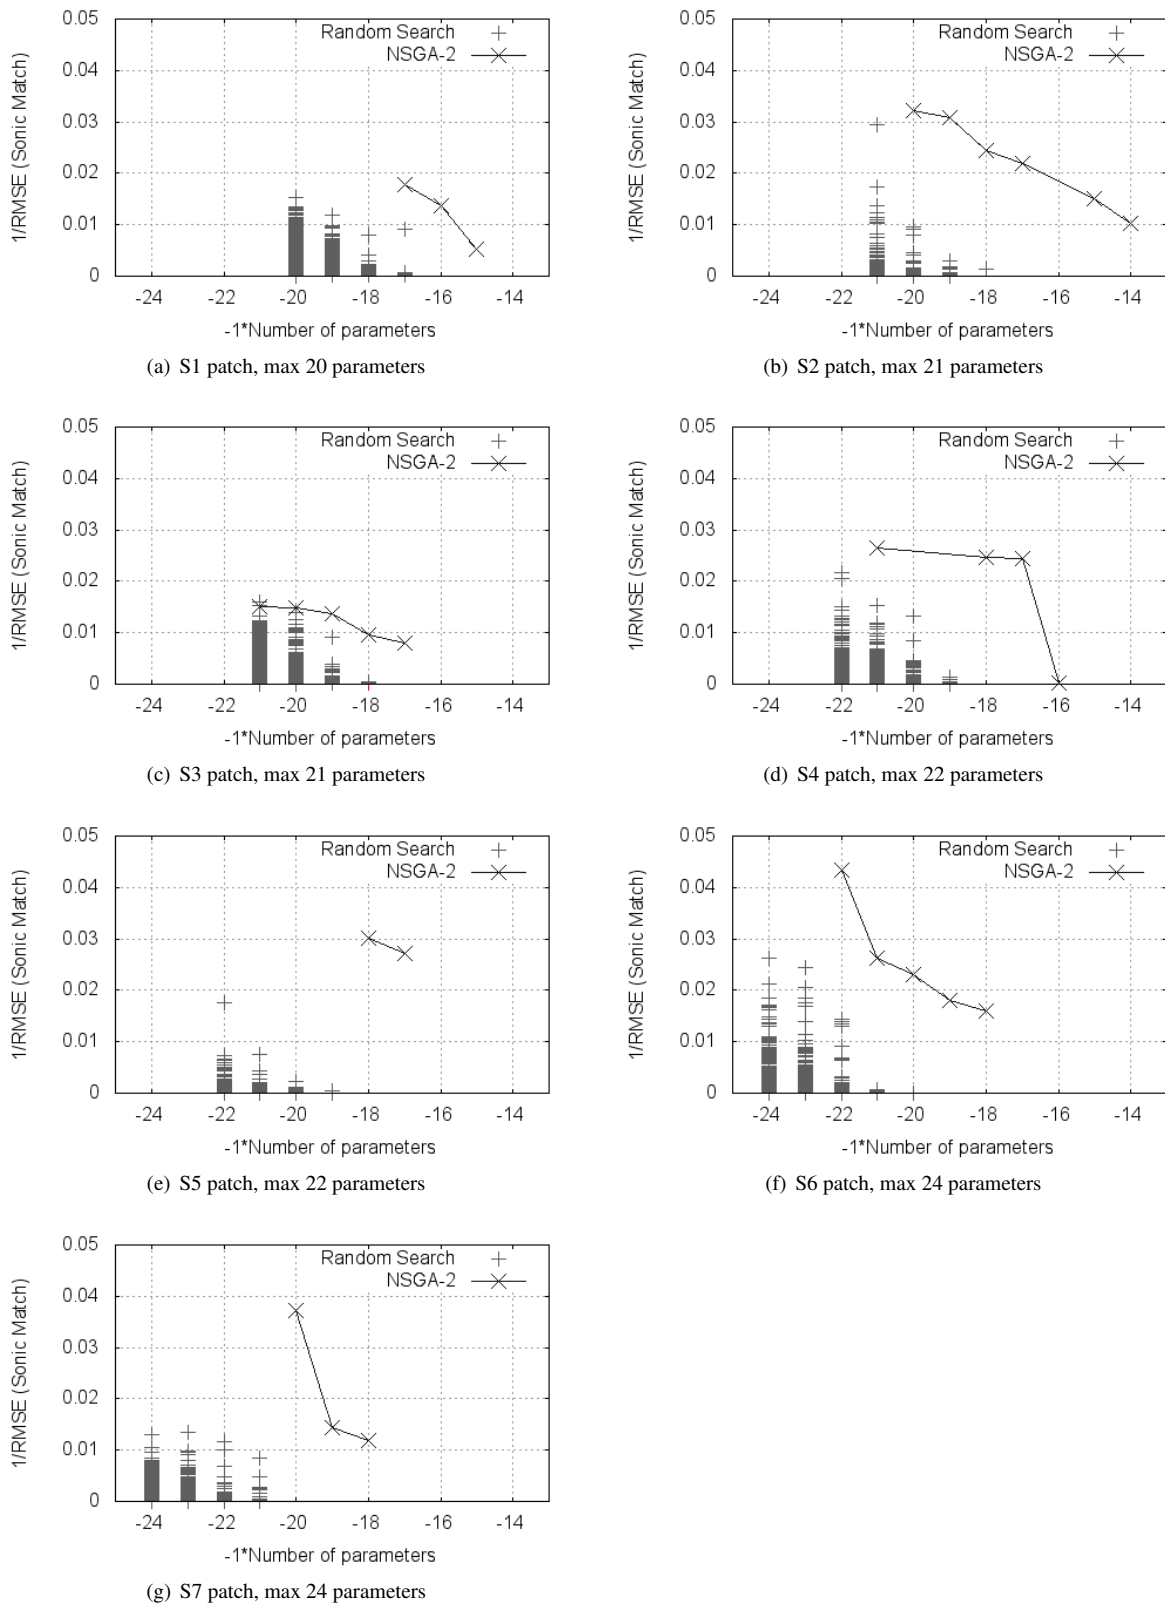 0.05
0.04
0.03
0.02
0.01
0
1/RMSE (Sonic Match)
Random Search
NSGA-2
-24 -22 -20 -18 -16 -14
-1*Number of parameters
(a) S1 patch, max 20 parameters
0.05
0.04
0.03
0.02
0.01
0
1/RMSE (Sonic Match)
Random Search
NSGA-2
-24 -22 -20 -18 -16 -14
-1*Number of parameters
(b) S2 patch, max 21 parameters
0.05
0.04
0.03
0.02
0.01
0
1/RMSE (Sonic Match)
Random Search
NSGA-2
-24 -22 -20 -18 -16 -14
-1*Number of parameters
(c) S3 patch, max 21 parameters
0.05
0.04
0.03
0.02
0.01
0
1/RMSE (Sonic Match)
Random Search
NSGA-2
-24 -22 -20 -18 -16 -14
-1*Number of parameters
(d) S4 patch, max 22 parameters
0.05
0.04
0.03
0.02
0.01
0
1/RMSE (Sonic Match)
Random Search
NSGA-2
-24 -22 -20 -18 -16 -14
-1*Number of parameters
(e) S5 patch, max 22 parameters
0.05
0.04
0.03
0.02
0.01
0
1/RMSE (Sonic Match)
Random Search
NSGA-2
-24 -22 -20 -18 -16 -14
-1*Number of parameters
(f) S6 patch, max 24 parameters
0.05
0.04
0.03
0.02
0.01
0
1/RMSE (Sonic Match)
Random Search
NSGA-2
-24 -22 -20 -18 -16 -14
-1*Number of parameters
(g) S7 patch, max 24 parameters